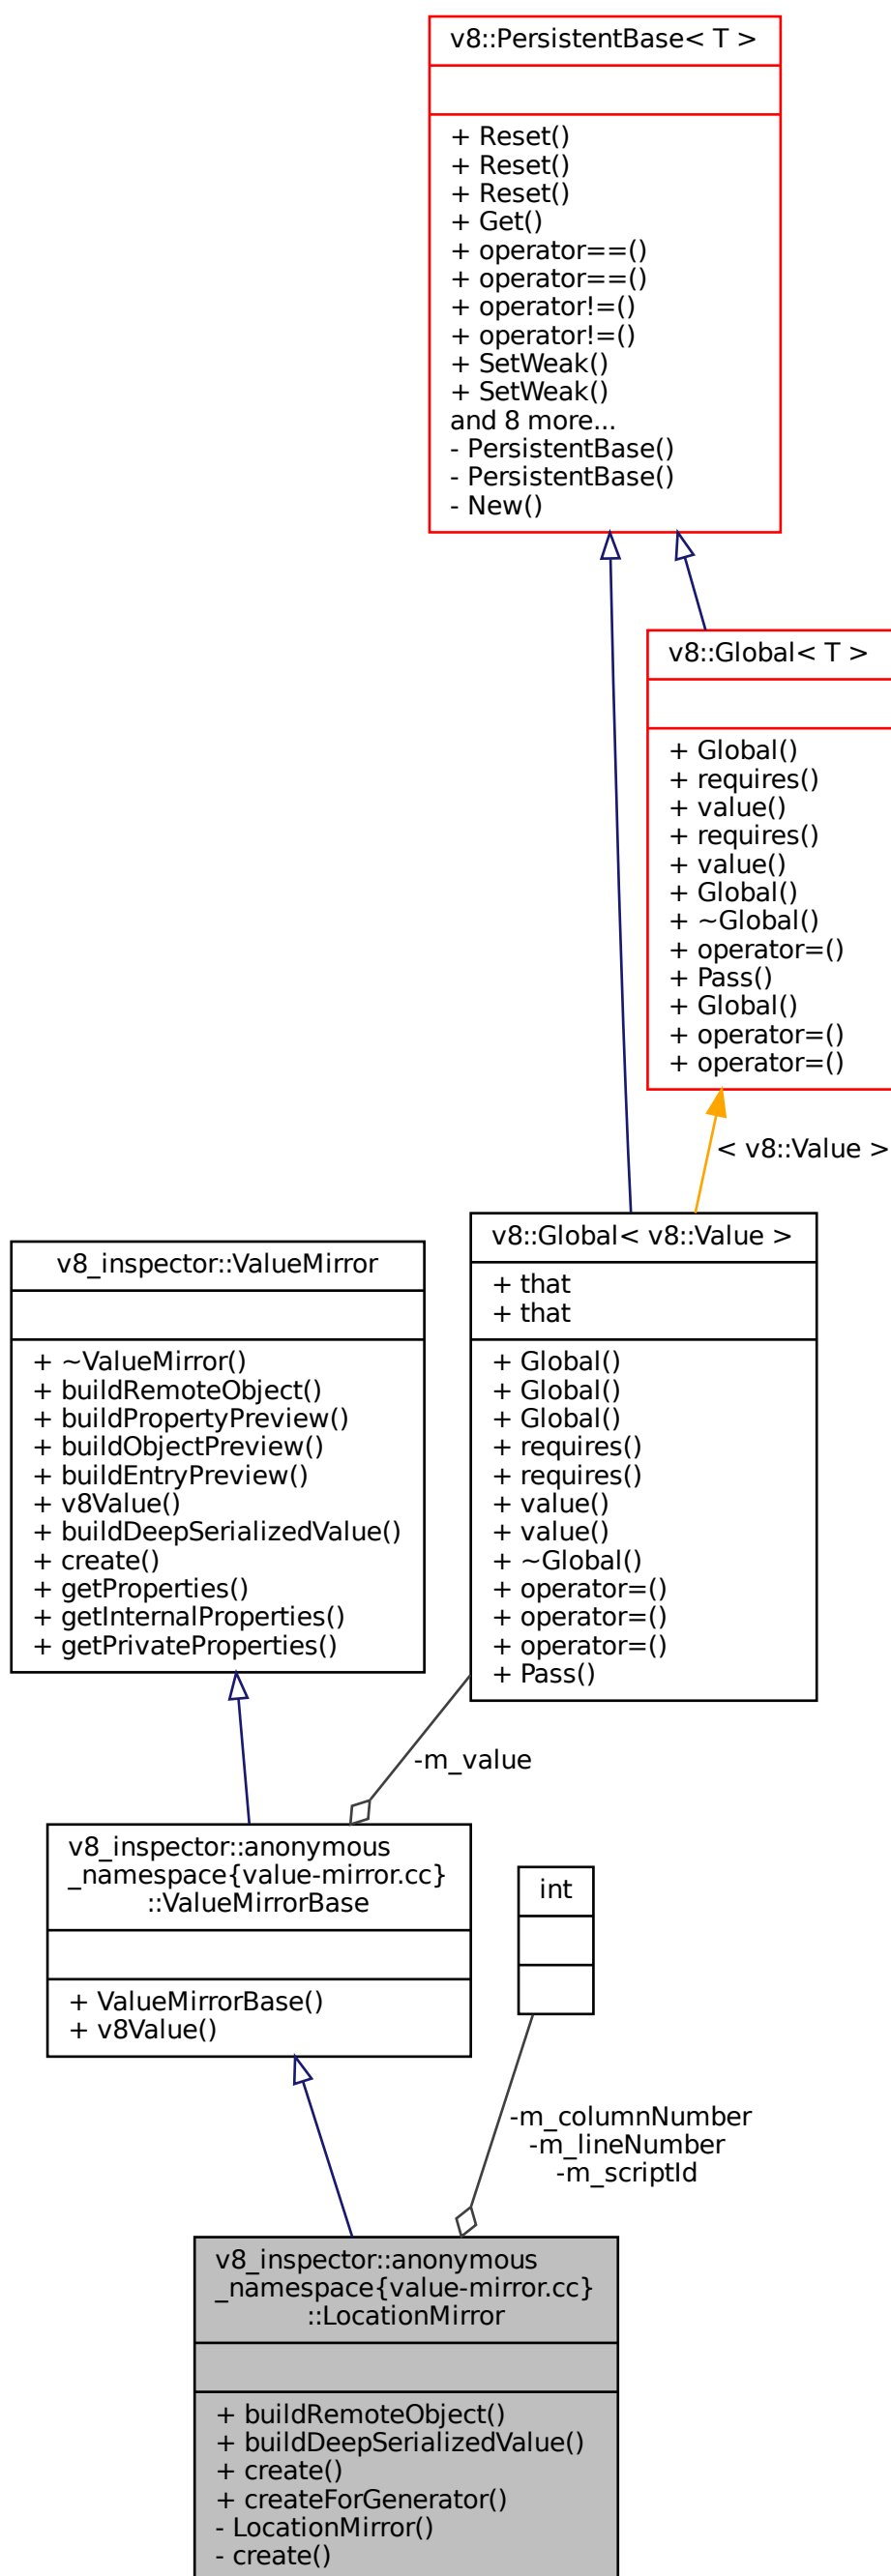 v8::PersistentBase< T >
+ Reset()
+ Reset()
+ Reset()
+ Get()
+ operator==()
+ operator==()
+ operator!=()
+ operator!=()
+ SetWeak()
+ SetWeak()
and 8 more...
- PersistentBase()
- PersistentBase()
- New()
v8::Global< T >
+ Global()
+ requires()
+ value()
+ requires()
+ value()
+ Global()
+ ~Global()
+ operator=()
+ Pass()
+ Global()
+ operator=()
+ operator=()
< v8::Value >
v8::Global< v8::Value >
+ that
+ that
+ Global()
+ Global()
+ Global()
+ requires()
+ requires()
+ value()
+ value()
+ ~Global()
+ operator=()
+ operator=()
+ operator=()
+ Pass()
v8_inspector::ValueMirror
+ ~ValueMirror()
+ buildRemoteObject()
+ buildPropertyPreview()
+ buildObjectPreview()
+ buildEntryPreview()
+ v8Value()
+ buildDeepSerializedValue()
+ create()
+ getProperties()
+ getInternalProperties()
+ getPrivateProperties()
-m_value
v8_inspector::anonymous
_namespace{value-mirror.cc}
::ValueMirrorBase
+ ValueMirrorBase()
+ v8Value()
int
-m_columnNumber
-m_lineNumber
-m_scriptId
v8_inspector::anonymous
_namespace{value-mirror.cc}
::LocationMirror
+ buildRemoteObject()
+ buildDeepSerializedValue()
+ create()
+ createForGenerator()
- LocationMirror()
- create()